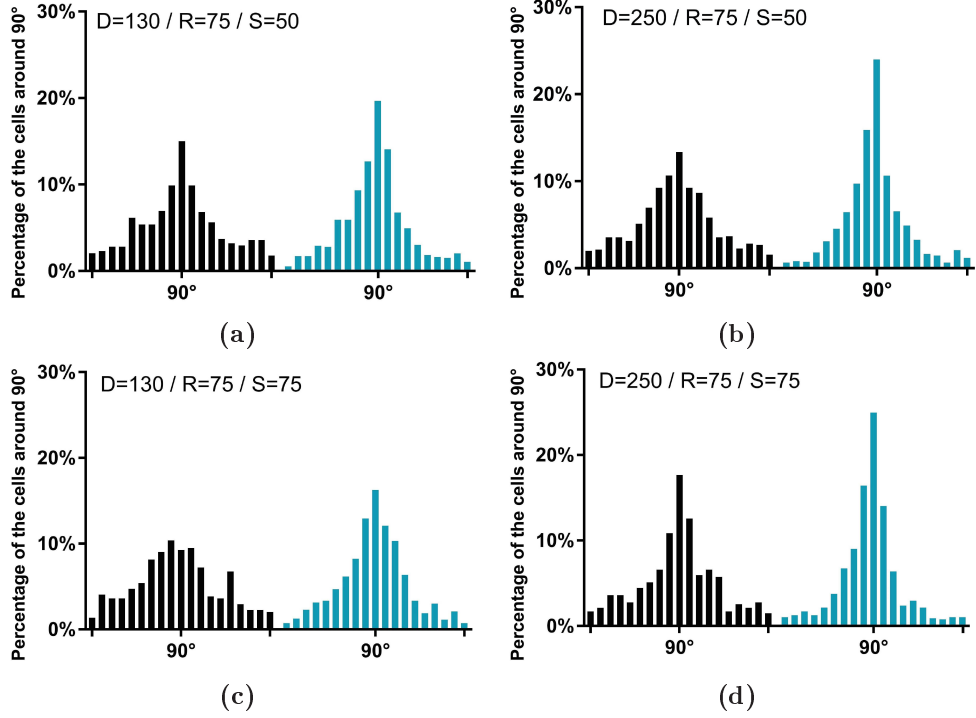 Percentage of the cells around 90°
30%
20%
10%
0%
D=130 / R=75 / S=50
90°
90°
(a)
Percentage of the cells around 90°
30%
20%
10%
0%
D=250 / R=75 / S=50
90°
90°
(b)
Percentage of the cells around 90°
30%
20%
10%
0%
D=130 / R=75 / S=75
90°
90°
(c)
Percentage of the cells around 90°
30%
20%
10%
0%
D=250 / R=75 / S=75
90°
90°
(d)